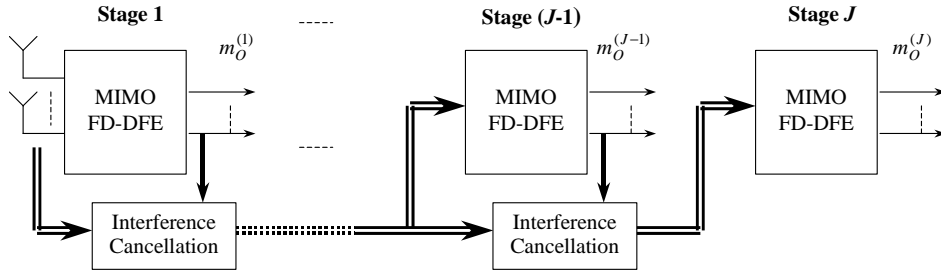 Stage 1
Stage (J-1)
Stage J
m_O^{(1)}
m_O^{(J-1)}
m_O^{(J)}
MIMO
FD-DFE
MIMO
FD-DFE
MIMO
FD-DFE
Interference
Cancellation
Interference
Cancellation